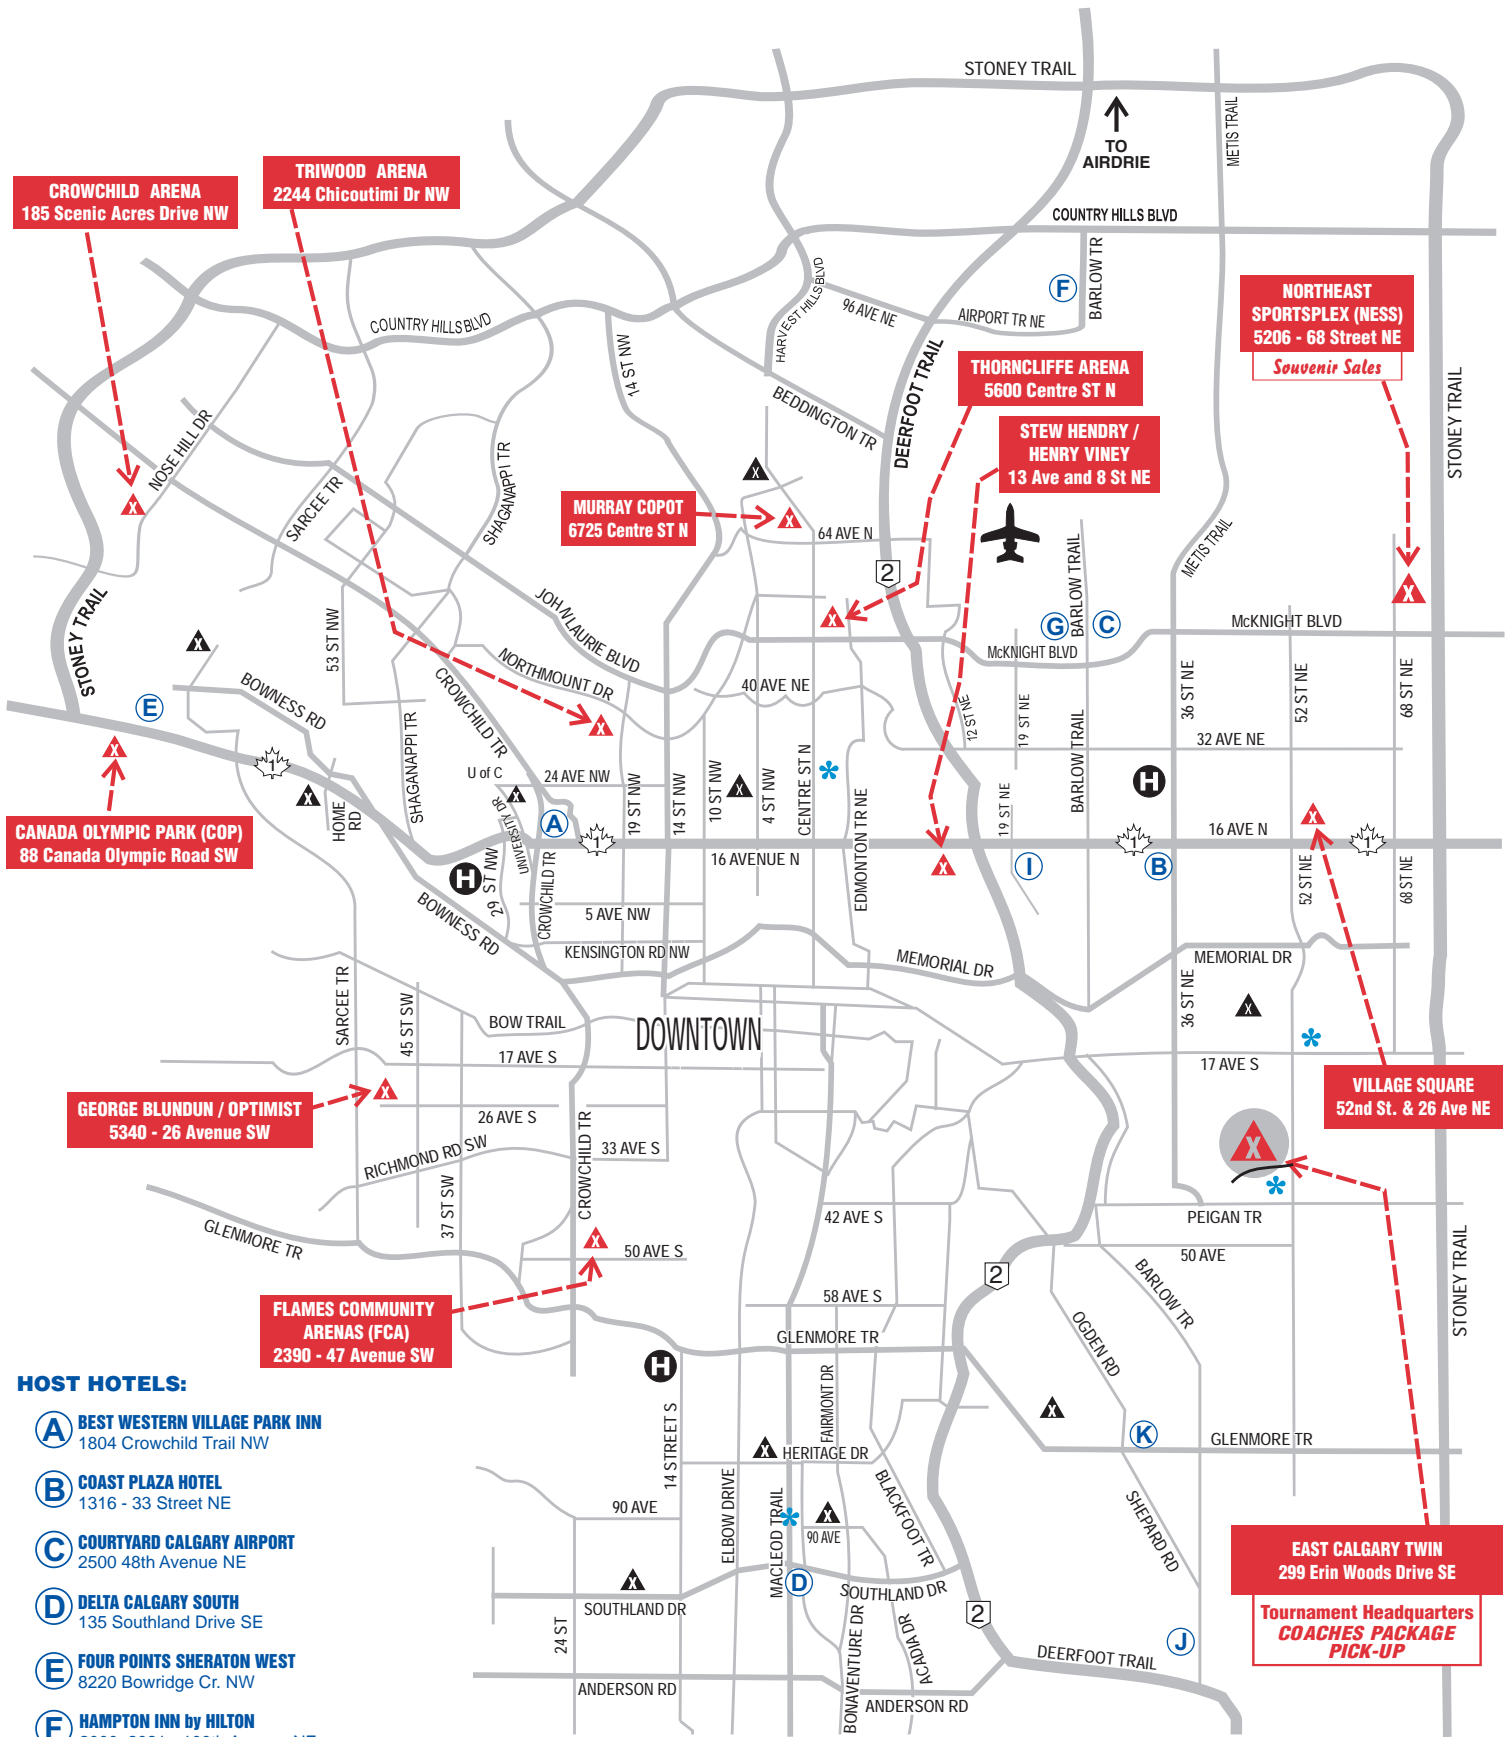 STONEY TRAIL
TO
AIRDRIE
METIS TRAIL
COUNTRY HILLS BLVD
CROWCHILD ARENA
185 Scenic Acres Drive NW
TRIWOOD ARENA
2244 Chicoutimi Dr NW
BARLOW TR
F
HARVEST HILLS BLVD
96 AVE NE
AIRPORT TR NE
NORTHEAST
SPORTSPLEX (NESS)
5206 - 68 Street NE
Souvenir Sales
COUNTRY HILLS BLVD
14 ST NW
DEERFOOT TRAIL
BEDDINGTON TR
THORNCLIFFE ARENA
5600 Centre ST N
STEW HENDRY /
HENRY VINEY
13 Ave and 8 St NE
STONEY TRAIL
NOSE HILL DR
SARCEE TR
SHAGANAPPI TR
X
X
X
MURRAY COPOT
6725 Centre ST N
64 AVE N
2
METIS TRAIL
BARLOW TRAIL
X
JOHN LAURIE BLVD
STONEY TRAIL
53 ST NW
X
X
G
C
McKNIGHT BLVD
McKNIGHT BLVD
NORTHMOUNT DR
CROWCHILD TR
BOWNESS RD
40 AVE NE
36 ST NE
52 ST NE
68 ST NE
E
X
X
12 ST NE
19 ST NE
32 AVE NE
SHAGANAPPI TR
1
U of C
24 AVE NW
CENTRE ST N
BARLOW TRAIL
H
X
HOME
RD
UNIVERSITY DR
X
19 ST NW
14 ST NW
10 ST NW
X
4 ST NW
EDMONTON TR NE
19 ST NE
CANADA OLYMPIC PARK (COP)
88 Canada Olympic Road SW
A
1
16 AVENUE N
1
16 AVE N
X
1
X
I
B
H
29 ST NW
CROWCHILD TR
52 ST NE
68 ST NE
BOWNESS RD
5 AVE NW
KENSINGTON RD NW
MEMORIAL DR
MEMORIAL DR
SARCEE TR
45 ST SW
36 ST NE
X
BOW TRAIL
DOWNTOWN
17 AVE S
17 AVE S
GEORGE BLUNDUN / OPTIMIST
5340 - 26 Avenue SW
X
26 AVE S
VILLAGE SQUARE
52nd St. & 26 Ave NE
RICHMOND RD SW
33 AVE S
CROWCHILD TR
X
37 ST SW
GLENMORE TR
42 AVE S
PEIGAN TR
X
50 AVE S
50 AVE
2
BARLOW TR
STONEY TRAIL
FLAMES COMMUNITY
ARENAS (FCA)
2390 - 47 Avenue SW
58 AVE S
GLENMORE TR
OGDEN RD
H
FAIRMONT DR
HOST HOTELS:
A BEST WESTERN VILLAGE PARK INN
1804 Crowchild Trail NW
14 STREET S
X
HERITAGE DR
X
K
GLENMORE TR
B COAST PLAZA HOTEL
1316 - 33 Street NE
90 AVE
ELBOW DRIVE
MACLEOD TRAIL
X
90 AVE
BLACKFOOT TR
SHEPARD RD
C COURTYARD CALGARY AIRPORT
2500 48th Avenue NE
EAST CALGARY TWIN
299 Erin Woods Drive SE
Tournament Headquarters
COACHES PACKAGE
PICK-UP
D DELTA CALGARY SOUTH
135 Southland Drive SE
X
D
SOUTHLAND DR
SOUTHLAND DR
24 ST
2
BONAVENTURE DR
ACADIA DR
J
DEERFOOT TRAIL
E FOUR POINTS SHERATON WEST
8220 Bowridge Cr. NW
ANDERSON RD
ANDERSON RD
F HAMPTON INN by HILTON